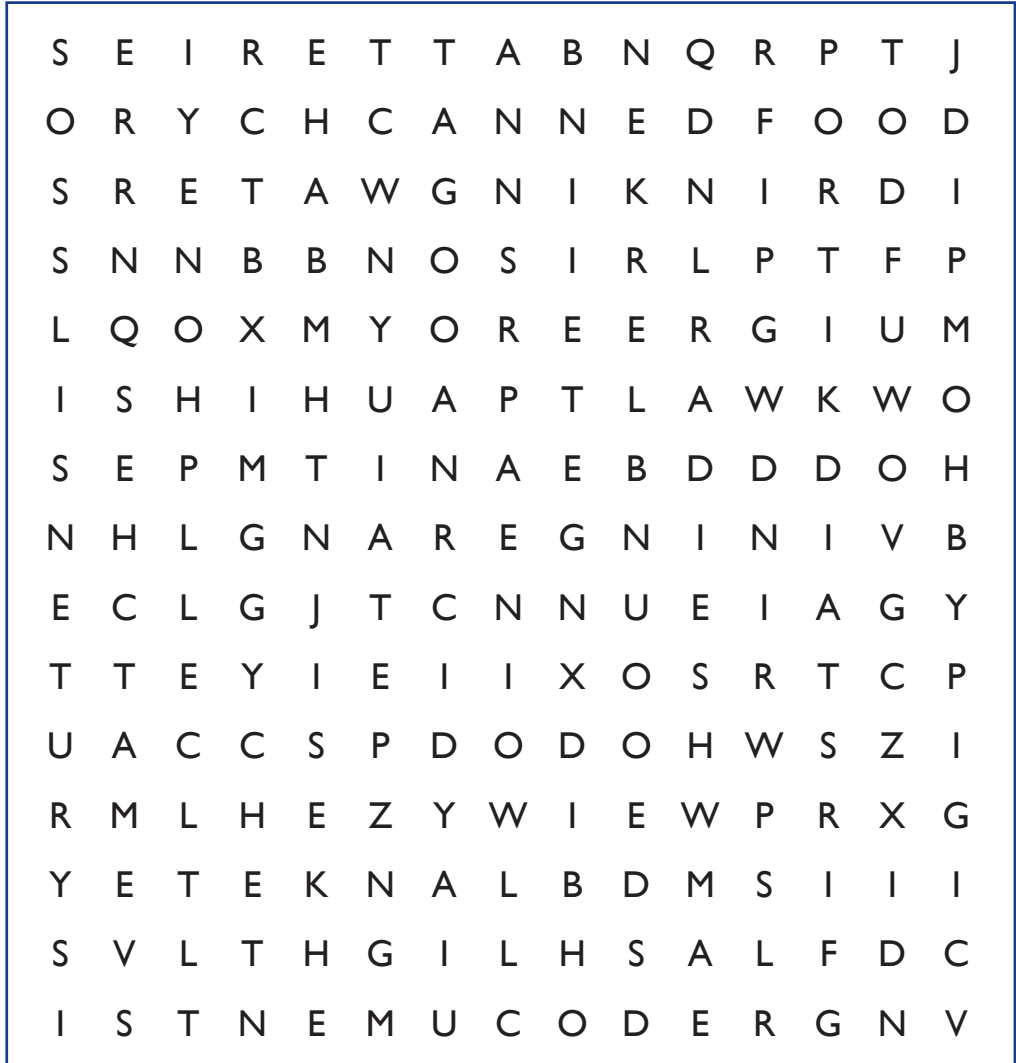 S E I R E T T A B N Q R P T J
O R Y C H C A N N E D F O O D
S R E T A W G N I K N I R D I
S N N B B N O S I R L P T F P
L Q O X M Y O R E E R G I U M
I S H I H U A P T L A W K W O
S E P M T I N A E B D D D O H
N H L G N A R E G N I N I V B
E C L G J T C N N U E I A G Y
T T E Y I E I I X O S R T C P
U A C C S P D O D O H W S Z I
R M L H E Z Y W I E W P R X G
Y E T E K N A L B D M S I I I
S V L T H G I L H S A L F D C
I S T N E M U C O D E R G N V